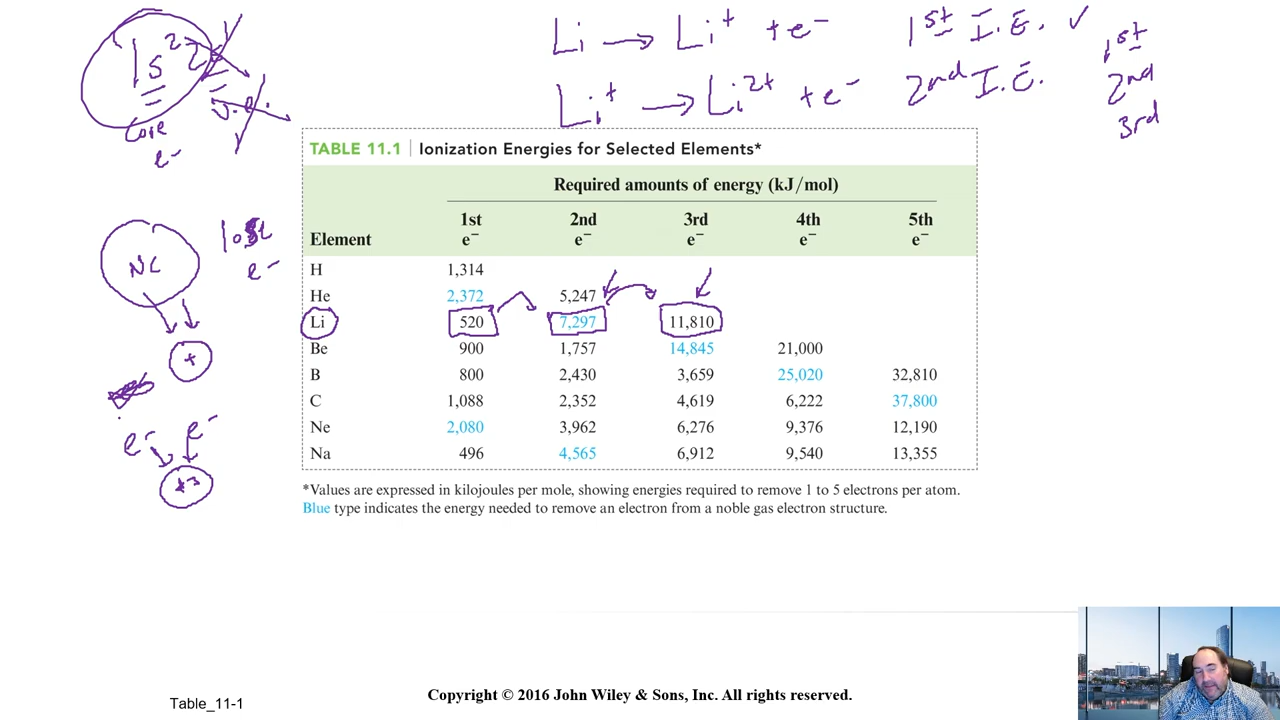 Li → Li⁺ + e⁻ 1st I.E. ✓
Li⁺ → Li²⁺ + e⁻ 2nd I.E.
1st
2nd
3rd
1s² 2s
v.e.
Core
e⁻
NC
lost
e⁻
+
e⁻ e⁻
+3
TABLE 11.1 | Ionization Energies for Selected Elements*
Required amounts of energy (kJ/mol)
1st 2nd 3rd 4th 5th
Element e⁻ e⁻ e⁻ e⁻ e⁻
H 1,314
He 2,372 5,247
Li 520 7,297 11,810
Be 900 1,757 14,845 21,000
B 800 2,430 3,659 25,020 32,810
C 1,088 2,352 4,619 6,222 37,800
Ne 2,080 3,962 6,276 9,376 12,190
Na 496 4,565 6,912 9,540 13,355
*Values are expressed in kilojoules per mole, showing energies required to remove 1 to 5 electrons per atom.
Blue type indicates the energy needed to remove an electron from a noble gas electron structure.
Table_11-1
Copyright © 2016 John Wiley & Sons, Inc. All rights reserved.